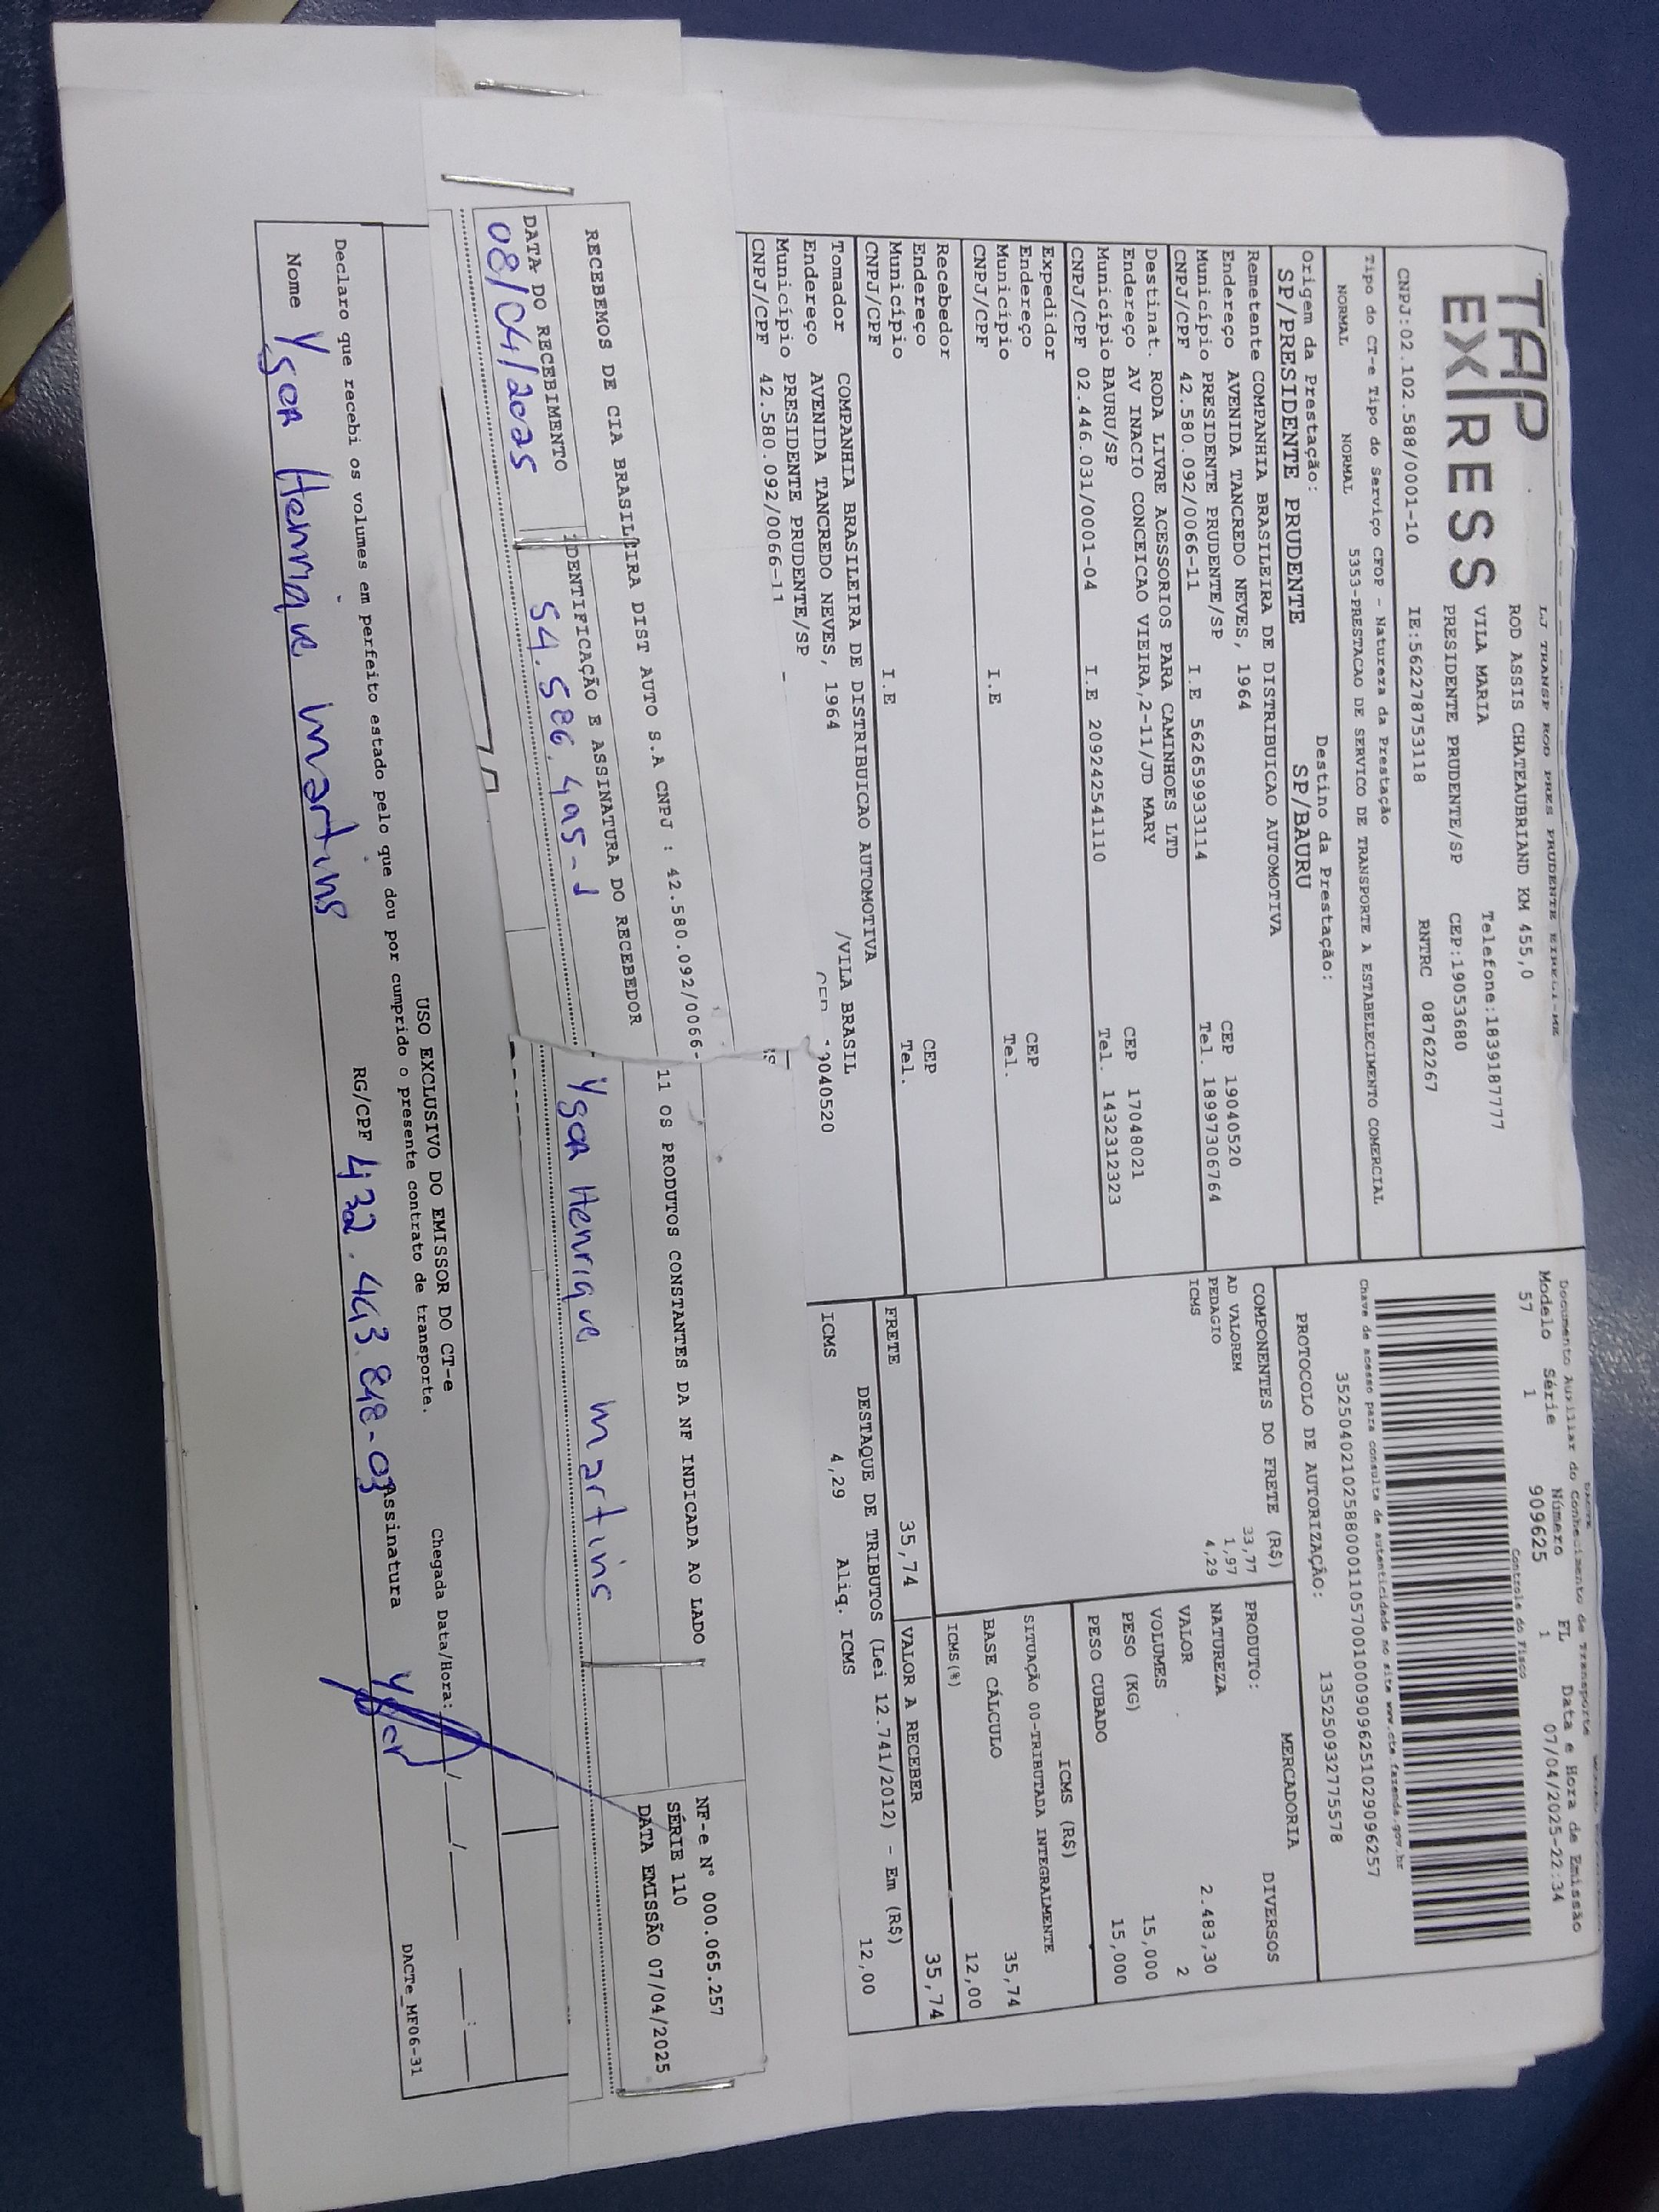 TAP
EXPRESS
LJ TRANSP ROD PRES PRUDENTE EIRELI-ME
ROD ASSIS CHATEAUBRIAND KM 455,0
VILA MARIA Telefone:1839187777
PRESIDENTE PRUDENTE/SP CEP:19053680
CNPJ:02.102.588/0001-10 IE:562278753118 RNTRC 08762267
Tipo do CT-e Tipo do Serviço CFOP - Natureza da Prestação
NORMAL NORMAL 5353-PRESTACAO DE SERVICO DE TRANSPORTE A ESTABELECIMENTO COMERCIAL
Origem da Prestação: Destino da Prestação:
SP/PRESIDENTE PRUDENTE SP/BAURU
Remetente COMPANHIA BRASILEIRA DE DISTRIBUICAO AUTOMOTIVA
Endereço AVENIDA TANCREDO NEVES, 1964 CEP 19040520
Município PRESIDENTE PRUDENTE/SP Tel. 18997306764
CNPJ/CPF 42.580.092/0066-11 I.E 562659933114
Destinat. RODA LIVRE ACESSORIOS PARA CAMINHOES LTD
Endereço AV INACIO CONCEICAO VIEIRA,2-11/JD MARY CEP 17048021
Município BAURU/SP Tel. 1432312323
CNPJ/CPF 02.446.031/0001-04 I.E 209242541110
Expedidor
Endereço CEP
Município Tel.
CNPJ/CPF I.E
Recebedor
Endereço CEP
Município Tel.
CNPJ/CPF I.E
Tomador COMPANHIA BRASILEIRA DE DISTRIBUICAO AUTOMOTIVA
Endereço AVENIDA TANCREDO NEVES, 1964 /VILA BRASIL
Município PRESIDENTE PRUDENTE/SP 9040520
CNPJ/CPF 42.580.092/0066-11
Documento Auxiliar do Conhecimento de Transporte
Modelo Série Número FL Data e Hora de Emissão
57 1 909625 1 07/04/2025-22:34
Controle do Fisco
Chave de acesso para consulta de autenticidade no site www.cte.fazenda.gov.br
35250402102588000110570010009096251029096257
PROTOCOLO DE AUTORIZAÇÃO: 135250932775578
COMPONENTES DO FRETE (R$)
AD VALOREM 33,77
PEDAGIO 1,97
ICMS 4,29
MERCADORIA
PRODUTO: DIVERSOS
NATUREZA
VALOR 2.483,30
VOLUMES 2
PESO (KG) 15,000
PESO CUBADO 15,000
ICMS (R$)
SITUAÇÃO 00-TRIBUTADA INTEGRALMENTE
BASE CÁLCULO 35,74
ICMS(%) 12,00
FRETE 35,74 VALOR A RECEBER 35,74
DESTAQUE DE TRIBUTOS (Lei 12.741/2012) - Em (R$)
ICMS 4,29 Aliq. ICMS 12,00
RECEBEMOS DE CIA BRASILEIRA DIST AUTO S.A CNPJ : 42.580.092/0066-11 OS PRODUTOS CONSTANTES DA NF INDICADA AO LADO
DATA DO RECEBIMENTO IDENTIFICAÇÃO E ASSINATURA DO RECEBEDOR
08/04/2025 54.586.495-1 Ygor Henrique Martins
NF-e N° 000.065.257
SÉRIE 110
DATA EMISSÃO 07/04/2025
USO EXCLUSIVO DO EMISSOR DO CT-e
Declaro que recebi os volumes em perfeito estado pelo que dou por cumprido o presente contrato de transporte.
Chegada Data/Hora: / / :
Nome Ygor Henrique Martins RG/CPF 432.463.818-03 Assinatura Ygor
DACTe_MF06-31